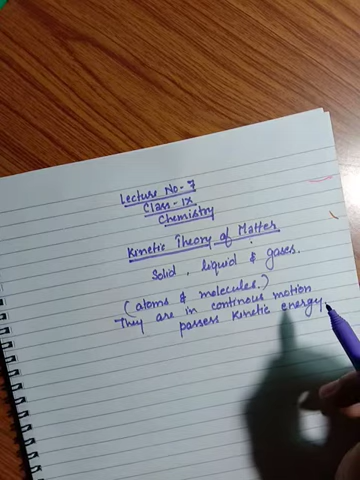 Lecture No-7
Class-IX
Chemistry
Kinetic Theory of Matter
Solid, liquid & gases.
(atoms & molecules.)
They are in continous motion
possess kinetic energy